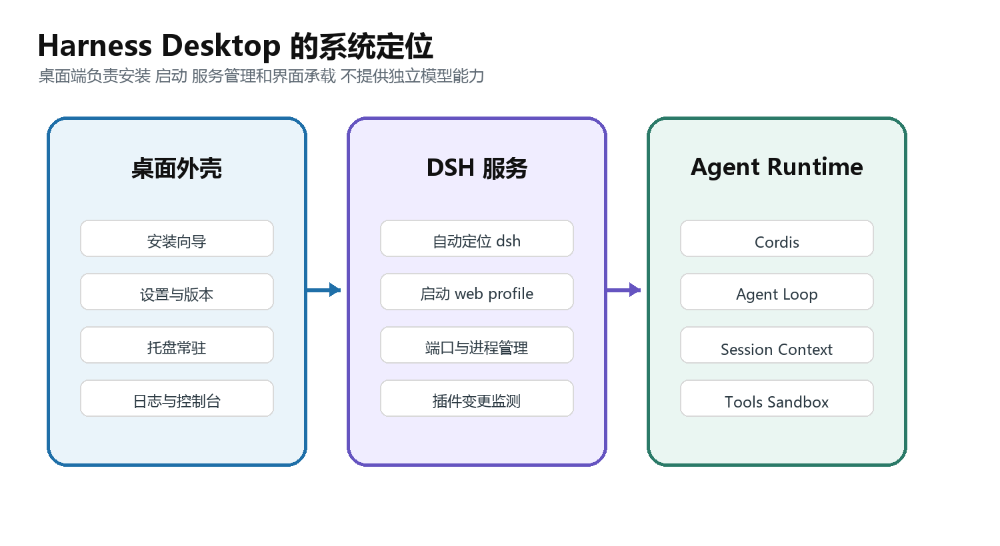 Harness Desktop 的系统定位
桌面端负责安装 启动 服务管理和界面承载 不提供独立模型能力
桌面外壳
安装向导
设置与版本
托盘常驻
日志与控制台
DSH 服务
自动定位 dsh
启动 web profile
端口与进程管理
插件变更监测
Agent Runtime
Cordis
Agent Loop
Session Context
Tools Sandbox